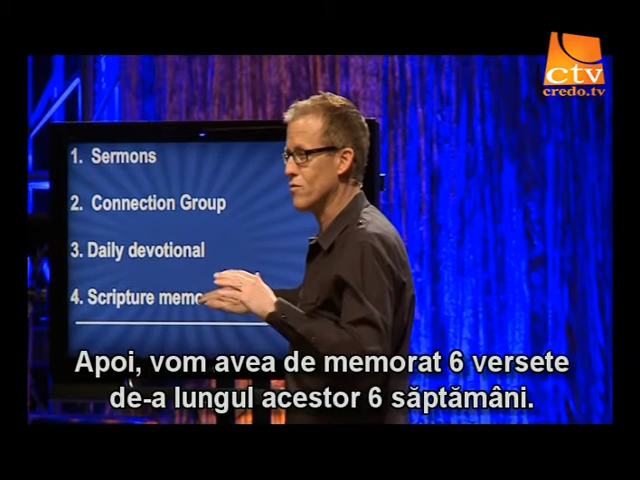 ctv
credo.tv
1. Sermons
2. Connection Group
3. Daily devotional
4. Scripture
Apoi, vom avea de memorat 6 versete
de-a lungul acestor 6 săptămâni.